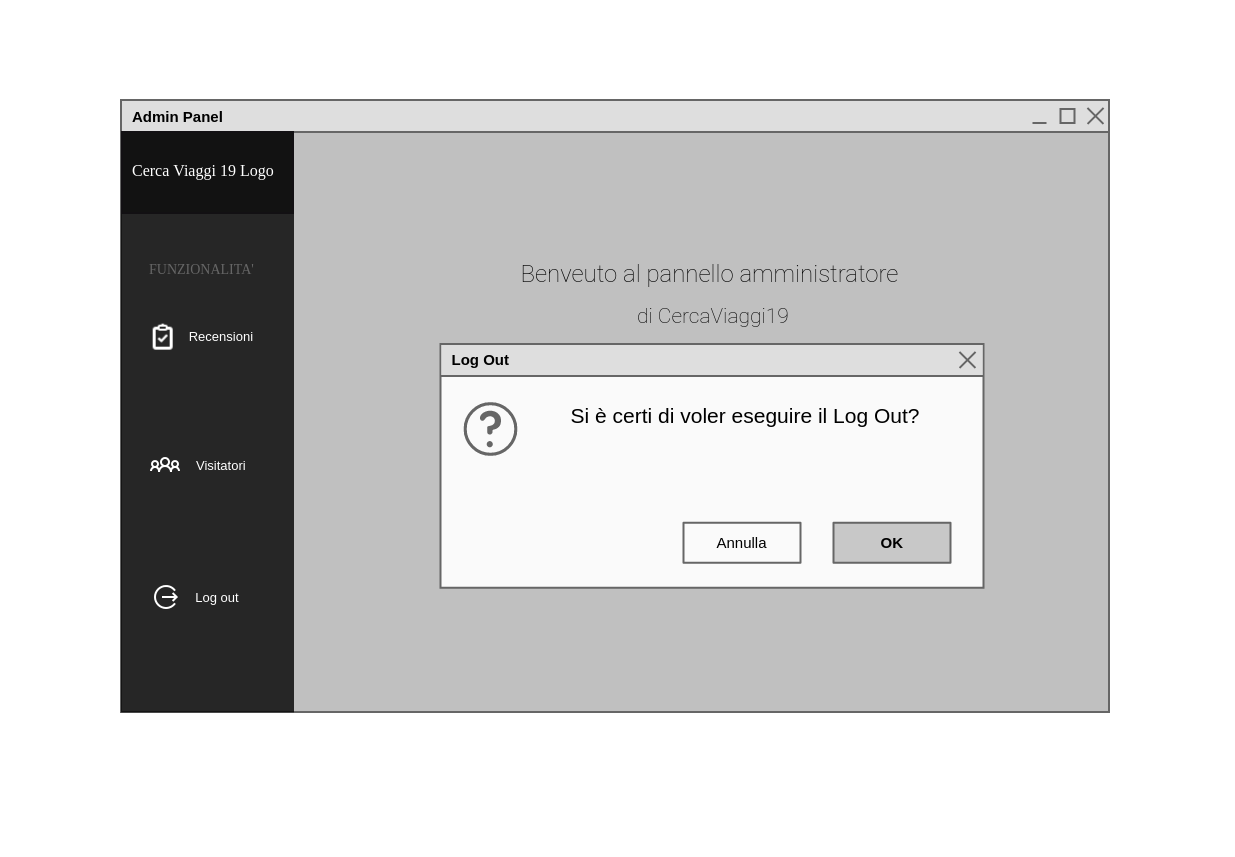 Admin Panel
Cerca Viaggi 19 Logo
FUNZIONALITA'
Recensioni
Visitatori
Log out
Benveuto al pannello amministratore
di CercaViaggi19
Log Out
Si è certi di voler eseguire il Log Out?
Annulla
OK